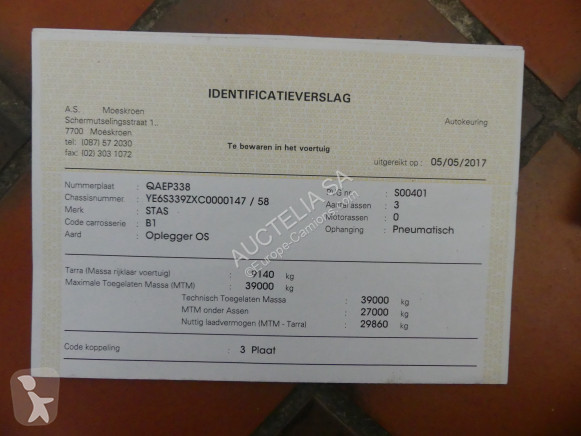 IDENTIFICATIEVERSLAG
A.S. Moeskroen
Schermutselingsstraat 1..
7700 Moeskroen
tel: (087) 57 2030
fax: (02) 303 1072
Autokeuring
Te bewaren in het voertuig
uitgereikt op : 05/05/2017
Nummerplaat : QAEP338
Chassisnummer : YE6S339ZXC0000147 / 58
Merk : STAS
Code carrosserie : B1
Aard : Oplegger OS
nr. : S00401
Aantal assen : 3
Motorassen : 0
Ophanging : Pneumatisch
Tarra (Massa rijklaar voertuig) : 9140 kg
Maximale Toegelaten Massa (MTM) : 39000 kg
Technisch Toegelaten Massa : 39000 kg
MTM onder Assen : 27000 kg
Nuttig laadvermogen (MTM - Tarra) : 29860 kg
Code koppeling : 3 Plaat
AUCTELIA SA
©Europe-Camions.com